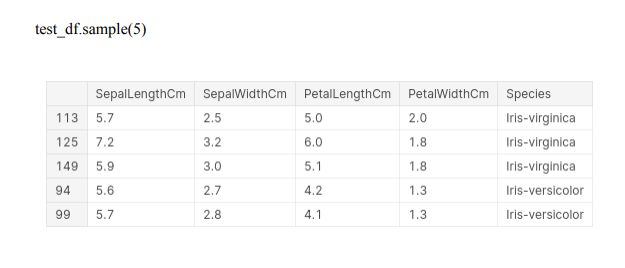 test_df.sample(5)
SepalLengthCm SepalWidthCm PetalLengthCm PetalWidthCm Species
113 5.7 2.5 5.0 2.0 Iris-virginica
125 7.2 3.2 6.0 1.8 Iris-virginica
149 5.9 3.0 5.1 1.8 Iris-virginica
94 5.6 2.7 4.2 1.3 Iris-versicolor
99 5.7 2.8 4.1 1.3 Iris-versicolor